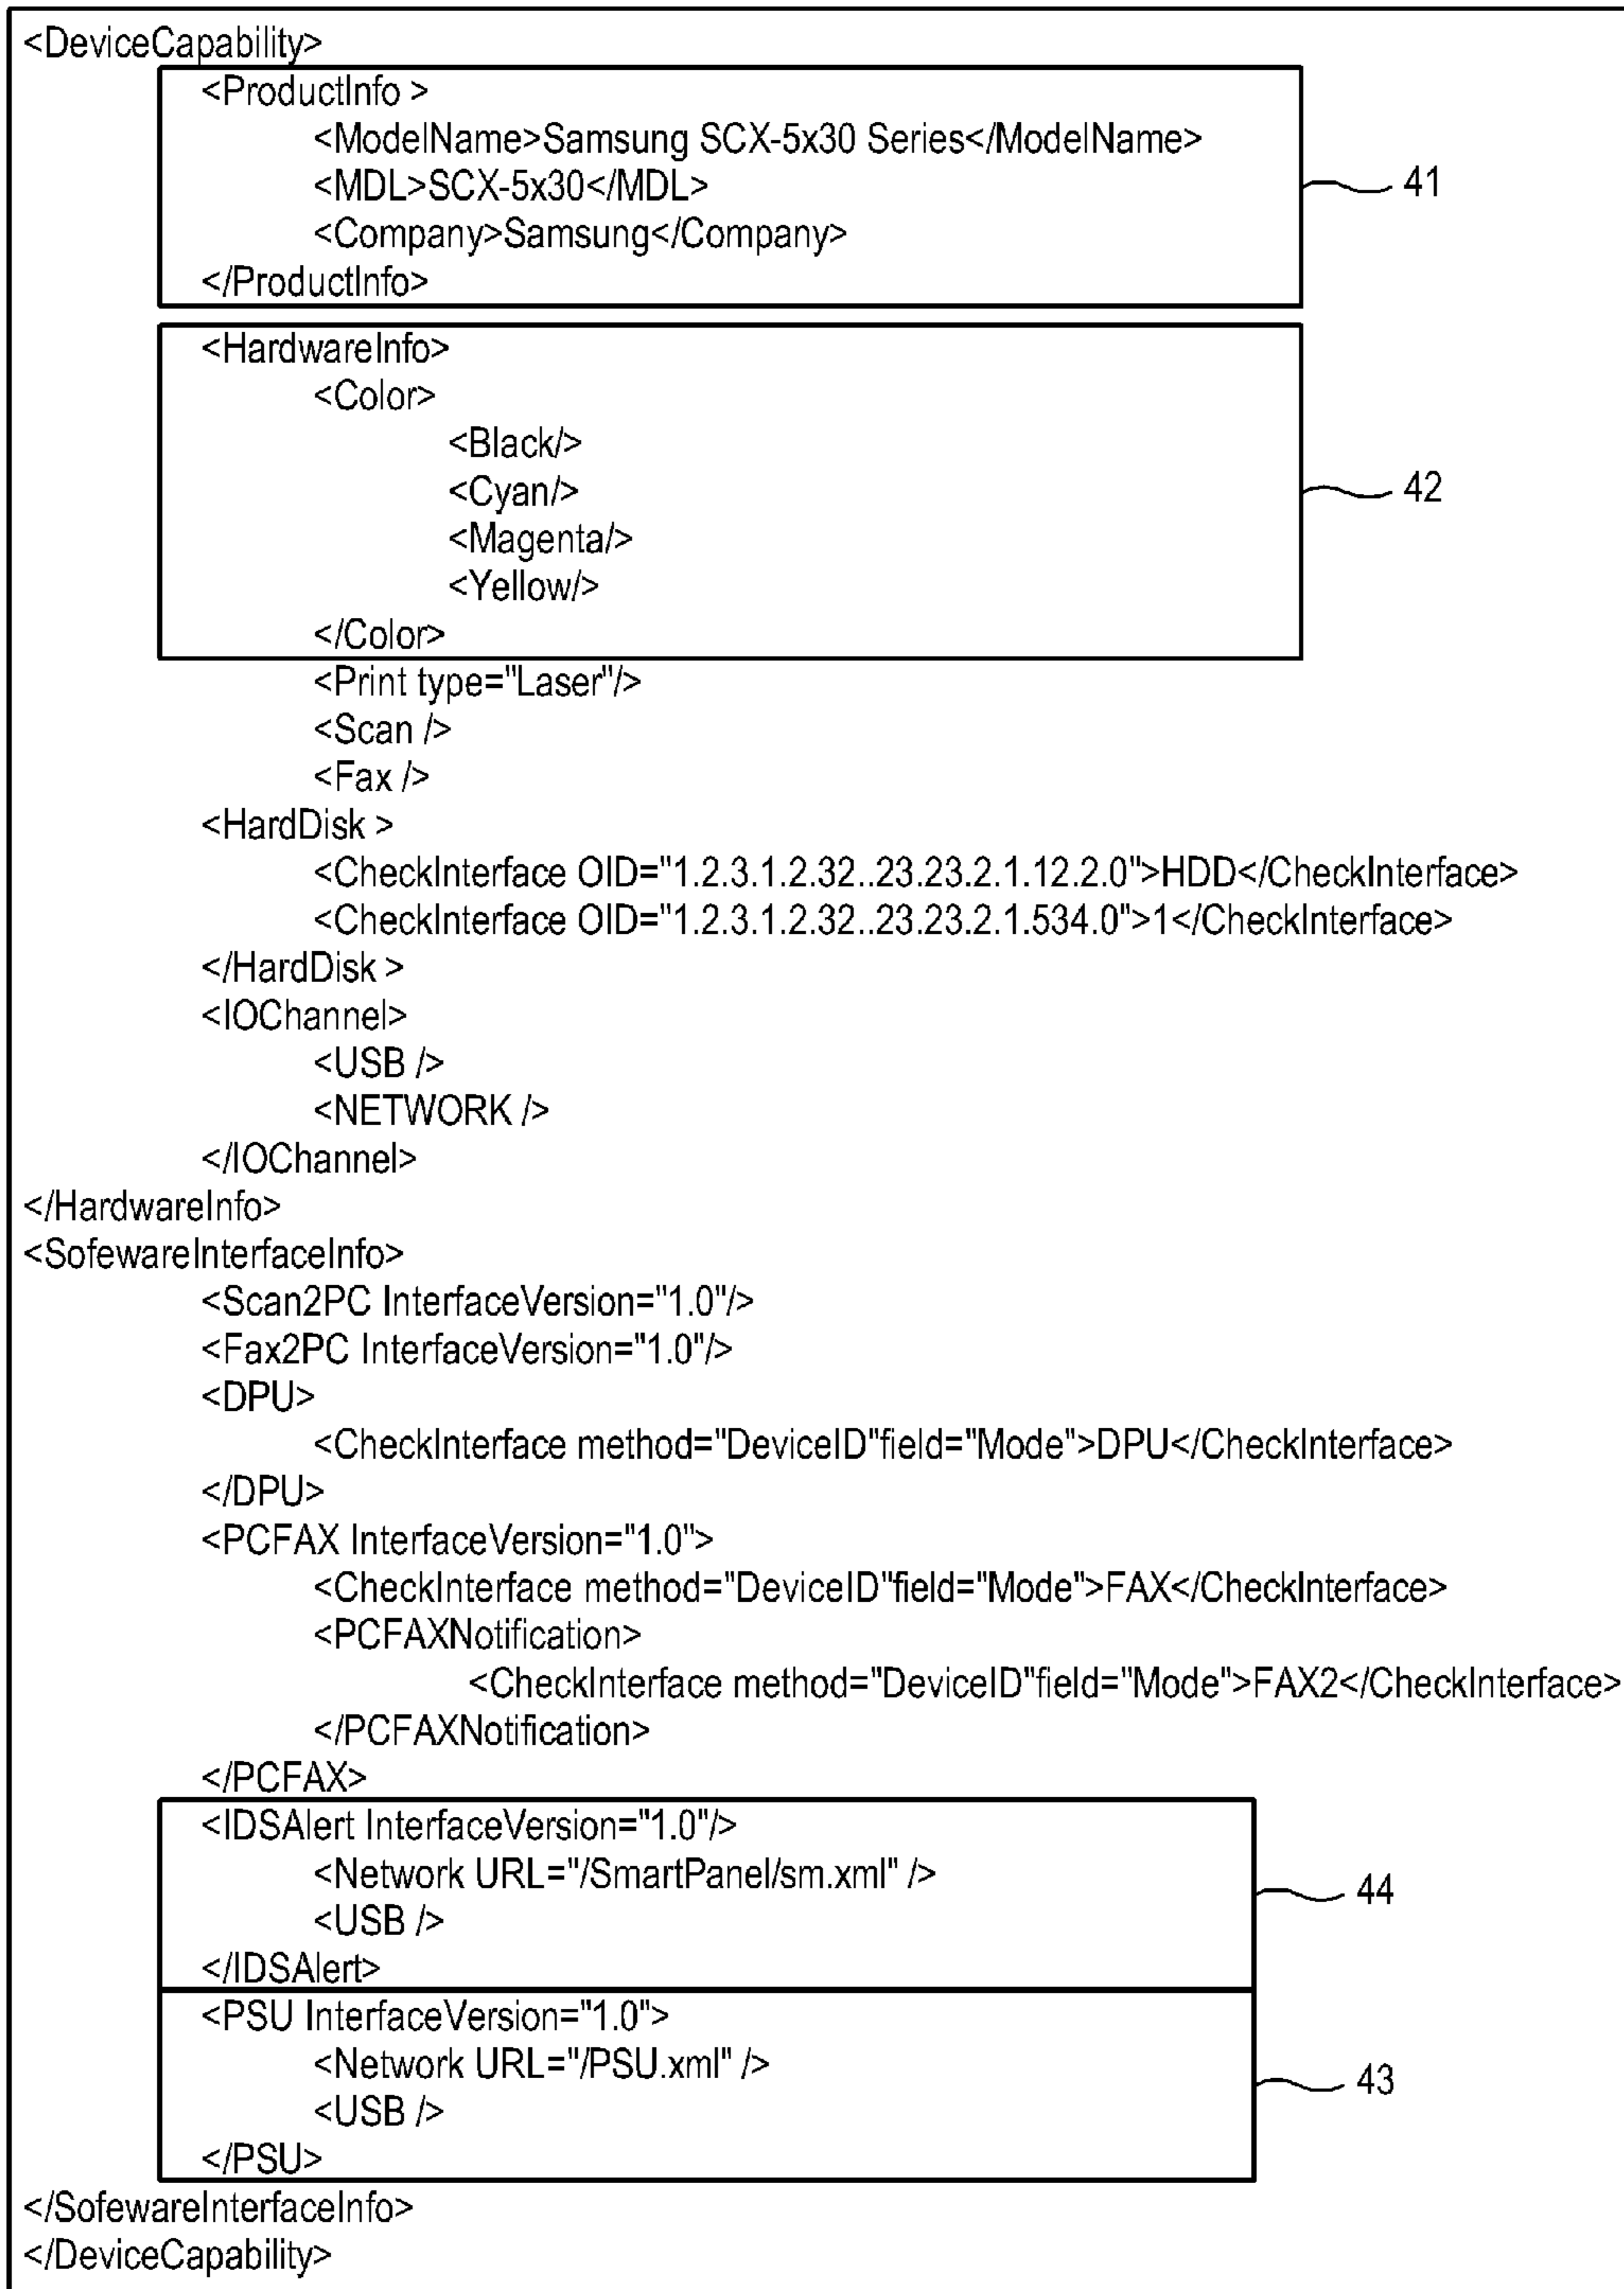 <DeviceCapability>
<ProductInfo >
<ModelName>Samsung SCX-5x30 Series</ModelName>
<MDL>SCX-5x30</MDL>
<Company>Samsung</Company>
</ProductInfo>
41
<HardwareInfo>
<Color>
<Black/>
<Cyan/>
<Magenta/>
<Yellow/>
</Color>
42
<Print type="Laser"/>
<Scan />
<Fax />
<HardDisk >
<CheckInterface OID="1.2.3.1.2.32..23.23.2.1.12.2.0">HDD</CheckInterface>
<CheckInterface OID="1.2.3.1.2.32..23.23.2.1.534.0">1</CheckInterface>
</HardDisk >
<IOChannel>
<USB />
<NETWORK />
</IOChannel>
</HardwareInfo>
<SofewareInterfaceInfo>
<Scan2PC InterfaceVersion="1.0"/>
<Fax2PC InterfaceVersion="1.0"/>
<DPU>
<CheckInterface method="DeviceID"field="Mode">DPU</CheckInterface>
</DPU>
<PCFAX InterfaceVersion="1.0">
<CheckInterface method="DeviceID"field="Mode">FAX</CheckInterface>
<PCFAXNotification>
<CheckInterface method="DeviceID"field="Mode">FAX2</CheckInterface>
</PCFAXNotification>
</PCFAX>
<IDSAlert InterfaceVersion="1.0"/>
<Network URL="/SmartPanel/sm.xml" />
<USB />
</IDSAlert>
44
<PSU InterfaceVersion="1.0">
<Network URL="/PSU.xml" />
<USB />
</PSU>
43
</SofewareInterfaceInfo>
</DeviceCapability>